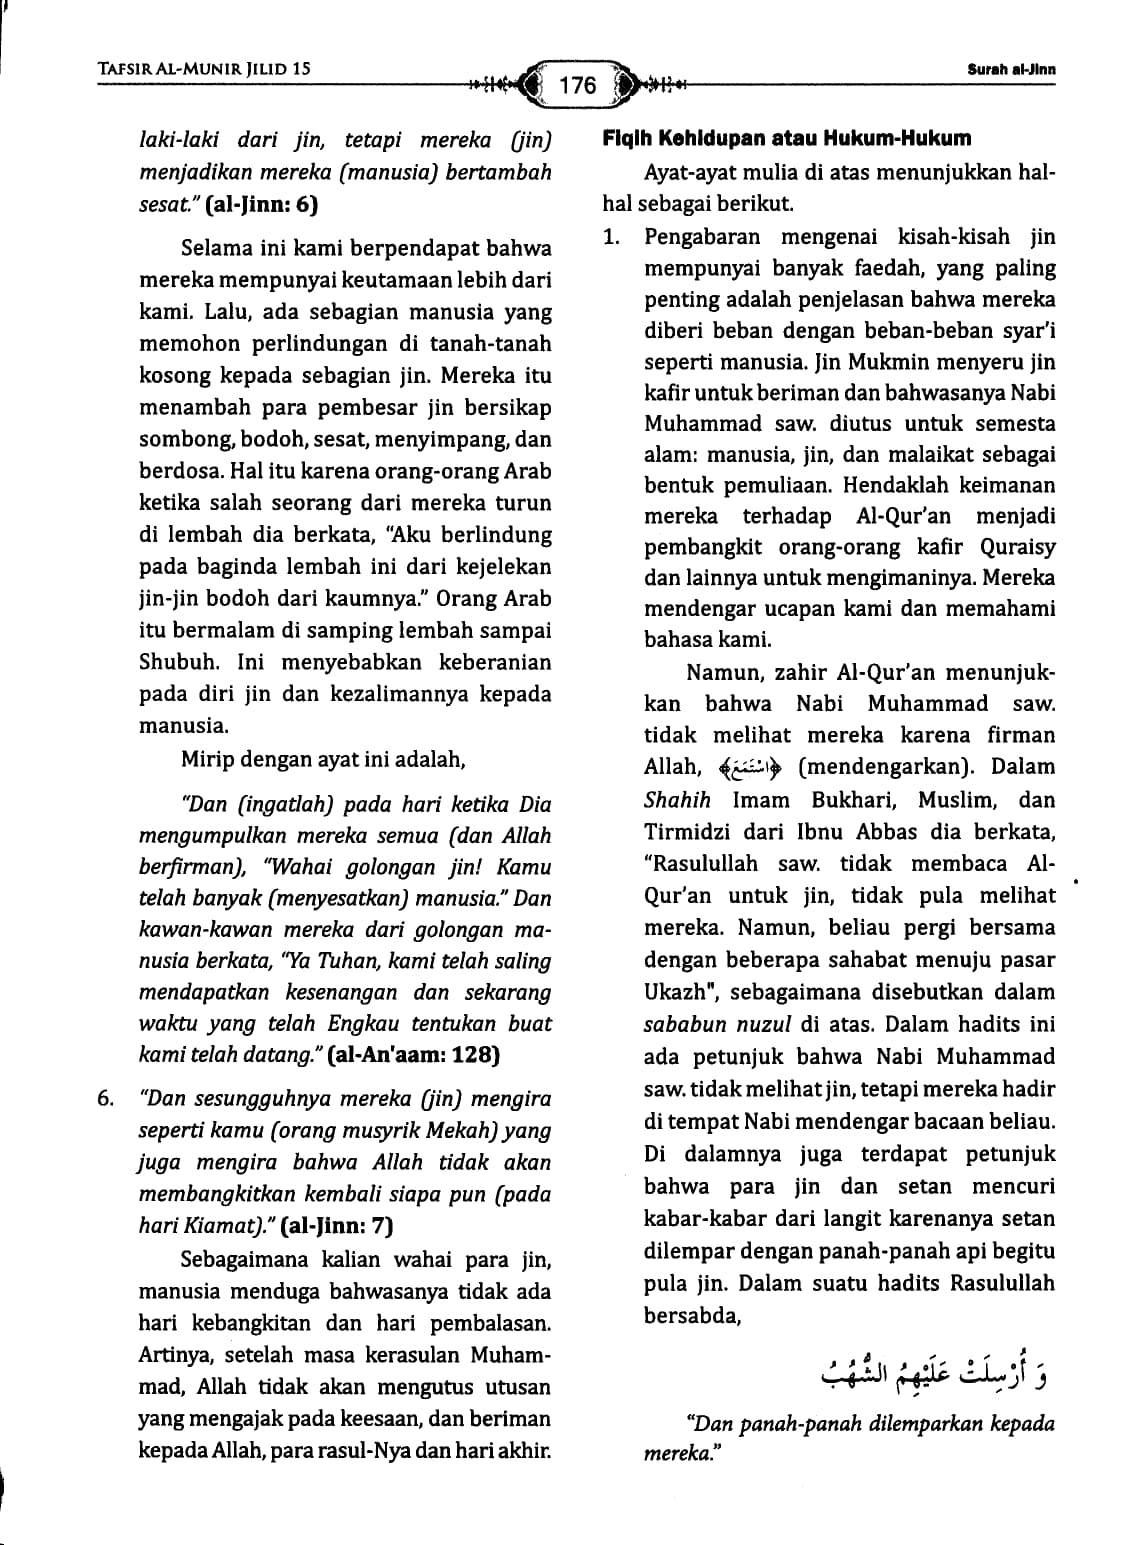 TAFSIR AL-MUNIR JILID 15
176
Surah al-Jinn
laki-laki dari jin, tetapi mereka (jin)
menjadikan mereka (manusia) bertambah
sesat.” (al-Jinn: 6)
Selama ini kami berpendapat bahwa
mereka mempunyai keutamaan lebih dari
kami. Lalu, ada sebagian manusia yang
memohon perlindungan di tanah-tanah
kosong kepada sebagian jin. Mereka itu
menambah para pembesar jin bersikap
sombong, bodoh, sesat, menyimpang, dan
berdosa. Hal itu karena orang-orang Arab
ketika salah seorang dari mereka turun
di lembah dia berkata, “Aku berlindung
pada baginda lembah ini dari kejelekan
jin-jin bodoh dari kaumnya.” Orang Arab
itu bermalam di samping lembah sampai
Shubuh. Ini menyebabkan keberanian
pada diri jin dan kezalimannya kepada
manusia.
Mirip dengan ayat ini adalah,
“Dan (ingatlah) pada hari ketika Dia
mengumpulkan mereka semua (dan Allah
berfirman), “Wahai golongan jin! Kamu
telah banyak (menyesatkan) manusia.” Dan
kawan-kawan mereka dari golongan ma-
nusia berkata, “Ya Tuhan, kami telah saling
mendapatkan kesenangan dan sekarang
waktu yang telah Engkau tentukan buat
kami telah datang.” (al-An'aam: 128)
6. “Dan sesungguhnya mereka (jin) mengira
seperti kamu (orang musyrik Mekah) yang
juga mengira bahwa Allah tidak akan
membangkitkan kembali siapa pun (pada
hari Kiamat).” (al-Jinn: 7)
Sebagaimana kalian wahai para jin,
manusia menduga bahwasanya tidak ada
hari kebangkitan dan hari pembalasan.
Artinya, setelah masa kerasulan Muham-
mad, Allah tidak akan mengutus utusan
yang mengajak pada keesaan, dan beriman
kepada Allah, para rasul-Nya dan hari akhir.
Fiqih Kehidupan atau Hukum-Hukum
Ayat-ayat mulia di atas menunjukkan hal-
hal sebagai berikut.
1. Pengabaran mengenai kisah-kisah jin
mempunyai banyak faedah, yang paling
penting adalah penjelasan bahwa mereka
diberi beban dengan beban-beban syar’i
seperti manusia. Jin Mukmin menyeru jin
kafir untuk beriman dan bahwasanya Nabi
Muhammad saw. diutus untuk semesta
alam: manusia, jin, dan malaikat sebagai
bentuk pemuliaan. Hendaklah keimanan
mereka terhadap Al-Qur’an menjadi
pembangkit orang-orang kafir Quraisy
dan lainnya untuk mengimaninya. Mereka
mendengar ucapan kami dan memahami
bahasa kami.
Namun, zahir Al-Qur’an menunjuk-
kan bahwa Nabi Muhammad saw.
tidak melihat mereka karena firman
Allah, ﴿اسْتَمَعَ﴾ (mendengarkan). Dalam
Shahih Imam Bukhari, Muslim, dan
Tirmidzi dari Ibnu Abbas dia berkata,
“Rasulullah saw. tidak membaca Al-
Qur’an untuk jin, tidak pula melihat
mereka. Namun, beliau pergi bersama
dengan beberapa sahabat menuju pasar
Ukazh", sebagaimana disebutkan dalam
sababun nuzul di atas. Dalam hadits ini
ada petunjuk bahwa Nabi Muhammad
saw. tidak melihat jin, tetapi mereka hadir
di tempat Nabi mendengar bacaan beliau.
Di dalamnya juga terdapat petunjuk
bahwa para jin dan setan mencuri
kabar-kabar dari langit karenanya setan
dilempar dengan panah-panah api begitu
pula jin. Dalam suatu hadits Rasulullah
bersabda,
وَ أُرْسِلَتْ عَلَيْهِمُ الشُّهُبُ
“Dan panah-panah dilemparkan kepada
mereka.”